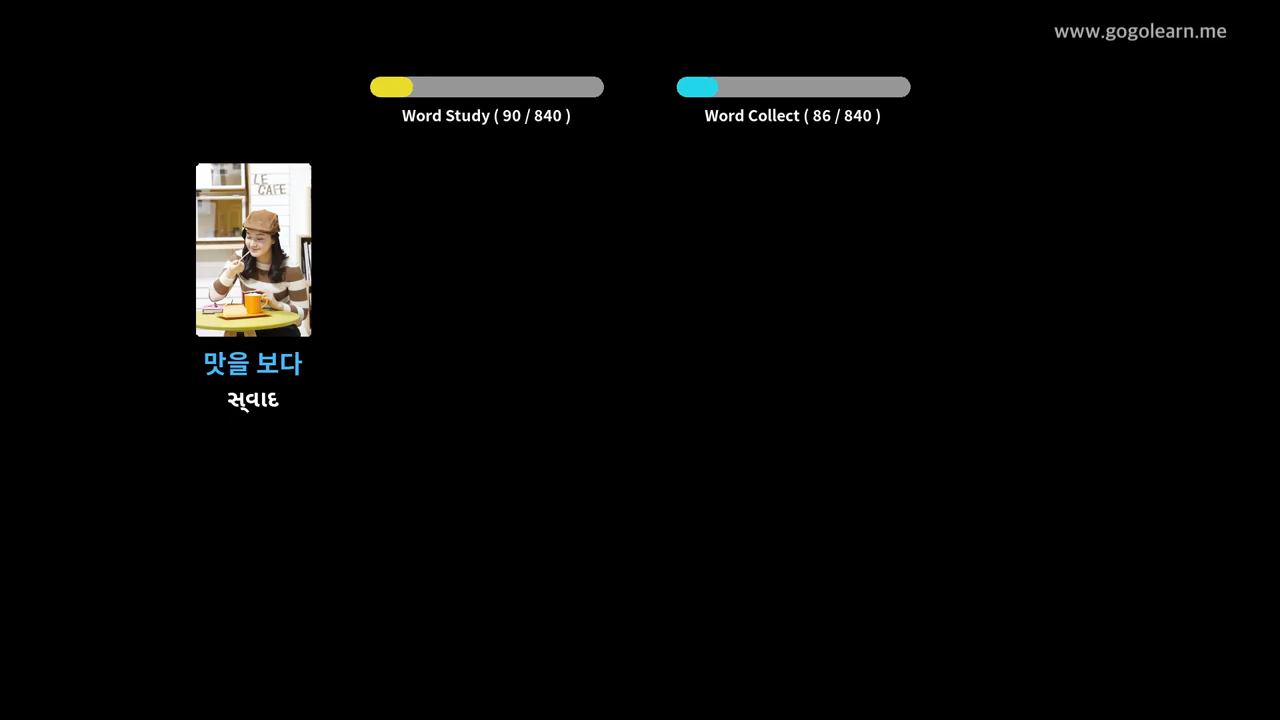 www.gogolearn.me
Word Study ( 90 / 840 )
Word Collect ( 86 / 840 )
LE
CAFE
맛을 보다
સ્વાદ